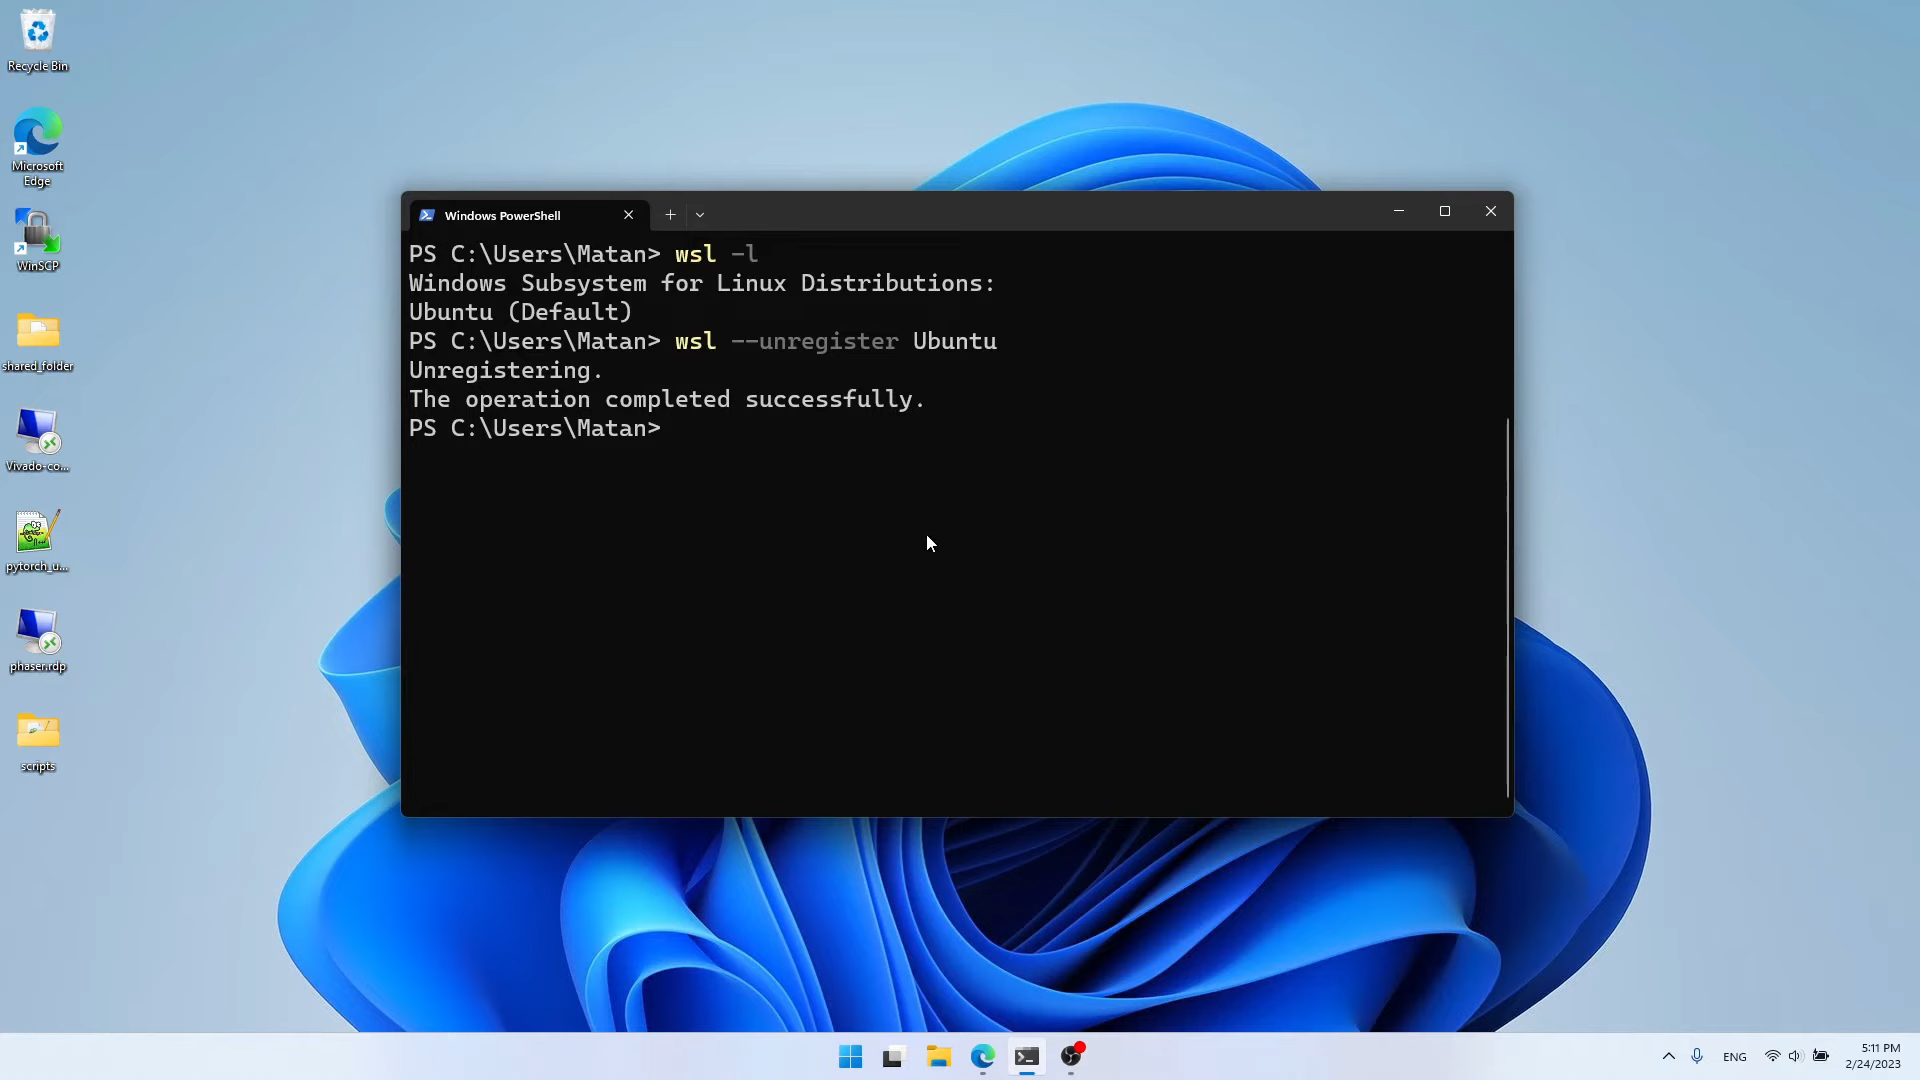 Recycle Bin
Microsoft
Edge
WinSCP
shared_folder
Vivado-co...
pytorch_u...
phaser.rdp
scripts
Windows PowerShell
PS C:\Users\Matan> wsl -l
Windows Subsystem for Linux Distributions:
Ubuntu (Default)
PS C:\Users\Matan> wsl --unregister Ubuntu
Unregistering.
The operation completed successfully.
PS C:\Users\Matan>
ENG
5:11 PM
2/24/2023